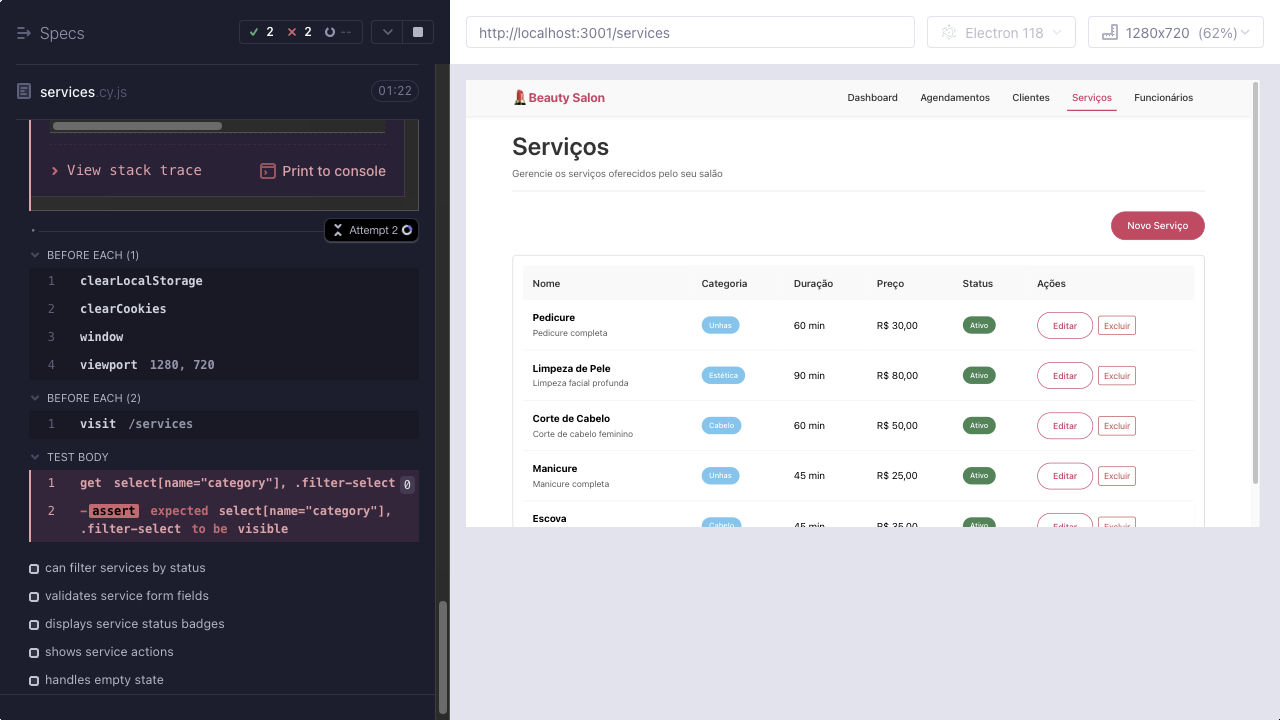 Specs
2
2
--
services.cy.js
01:22
View stack trace
Print to console
Attempt 2
BEFORE EACH (1)
1 clearLocalStorage
2 clearCookies
3 window
4 viewport 1280, 720
BEFORE EACH (2)
1 visit /services
TEST BODY
1 get select[name="category"], .filter-select 0
2 -assert expected select[name="category"],
.filter-select to be visible
can filter services by status
validates service form fields
displays service status badges
shows service actions
handles empty state
http://localhost:3001/services
Electron 118
1280x720 (62%)
Beauty Salon
Dashboard Agendamentos Clientes Serviços Funcionários
Serviços
Gerencie os serviços oferecidos pelo seu salão
Novo Serviço
Nome Categoria Duração Preço Status Ações
Pedicure
Pedicure completa
Unhas 60 min R$ 30,00 Ativo Editar Excluir
Limpeza de Pele
Limpeza facial profunda
Estética 90 min R$ 80,00 Ativo Editar Excluir
Corte de Cabelo
Corte de cabelo feminino
Cabelo 60 min R$ 50,00 Ativo Editar Excluir
Manicure
Manicure completa
Unhas 45 min R$ 25,00 Ativo Editar Excluir
Escova
Cabelo 45 min R$ 35,00 Ativo Editar Excluir